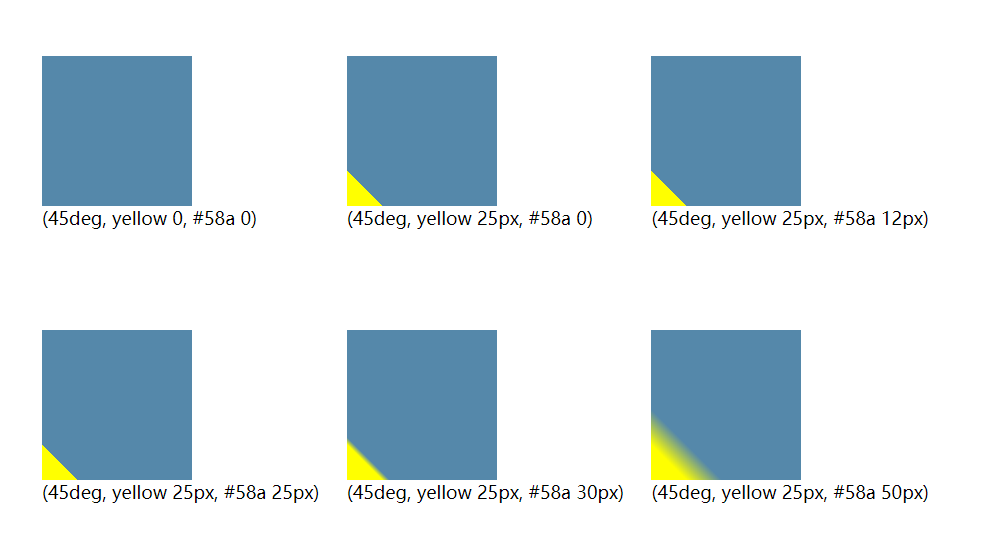 (45deg, yellow 0, #58a 0)
(45deg, yellow 25px, #58a 0)
(45deg, yellow 25px, #58a 12px)
(45deg, yellow 25px, #58a 25px)
(45deg, yellow 25px, #58a 30px)
(45deg, yellow 25px, #58a 50px)